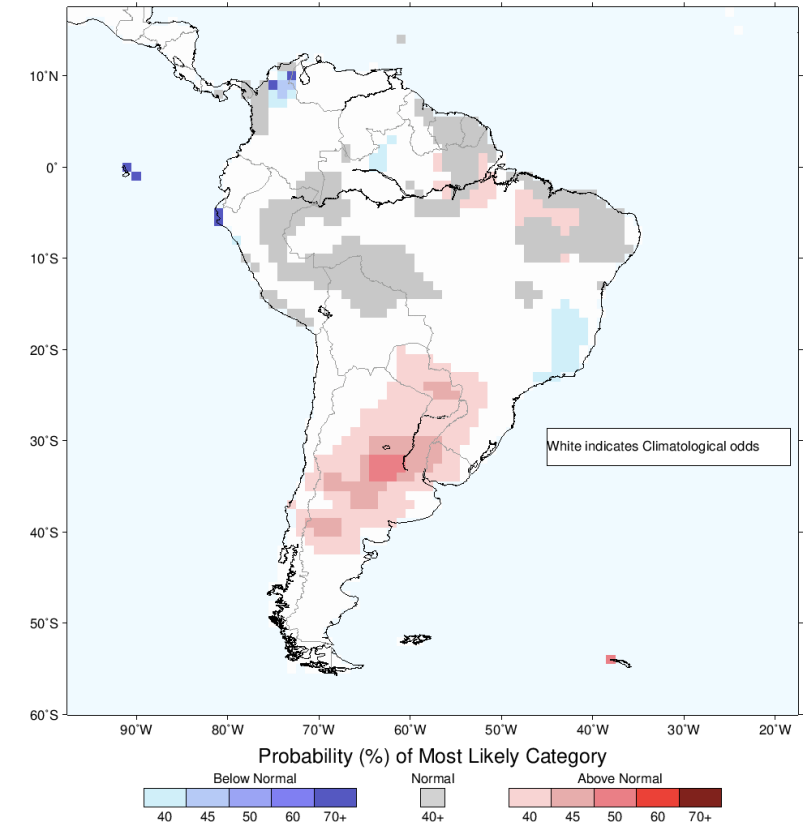 10°N
0°
10°S
20°S
30°S
40°S
50°S
60°S
White indicates Climatological odds
90°W 80°W 70°W 60°W 50°W 40°W 30°W 20°W
Probability (%) of Most Likely Category
Below Normal Normal Above Normal
40 45 50 60 70+ 40+ 40 45 50 60 70+